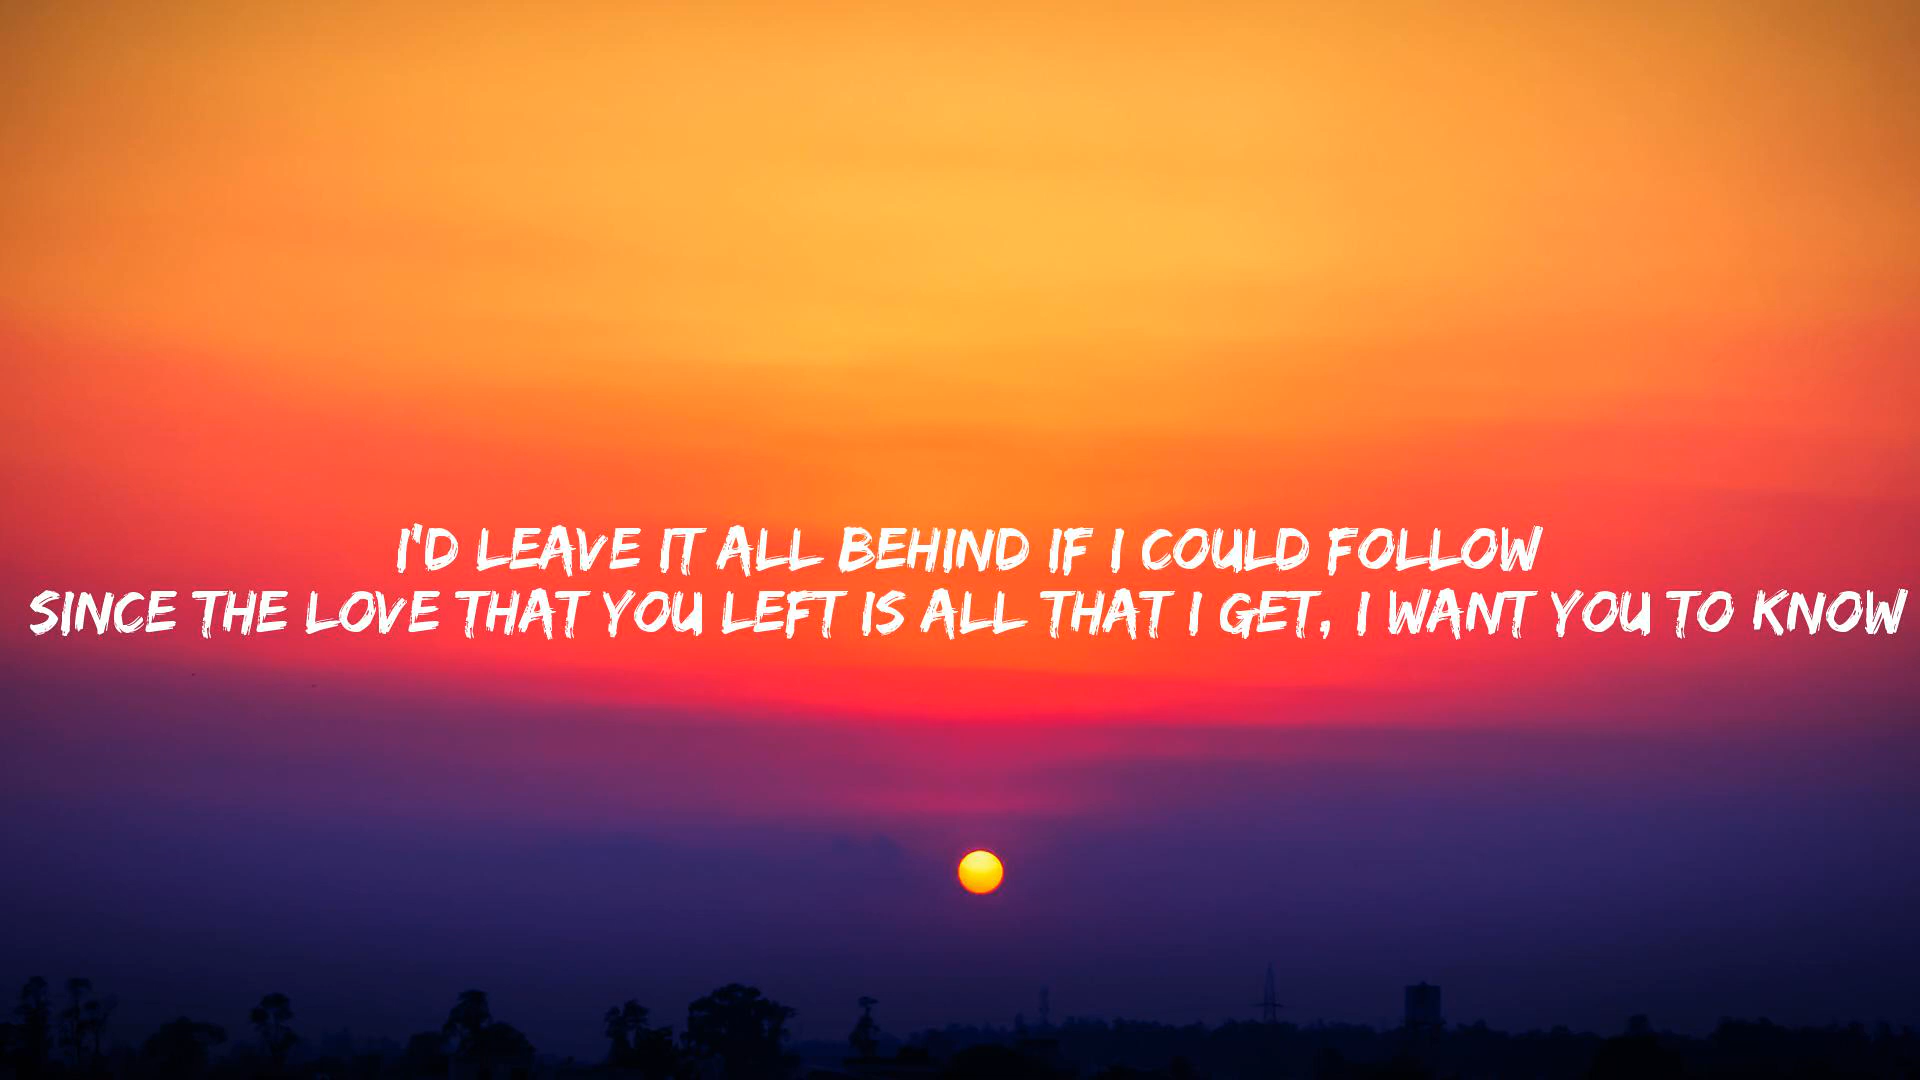 I'D LEAVE IT ALL BEHIND IF I COULD FOLLOW
SINCE THE LOVE THAT YOU LEFT IS ALL THAT I GET, I WANT YOU TO KNOW